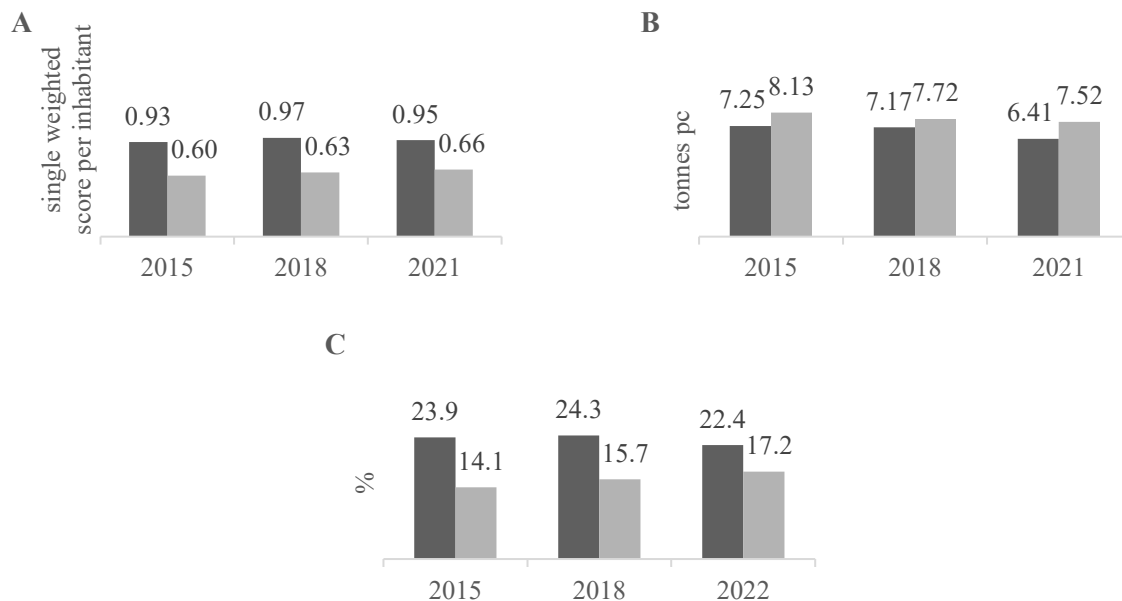 A
single weighted
score per inhabitant
0.93
0.60
0.97
0.63
0.95
0.66
2015 2018 2021
B
tonnes pc
7.25
8.13
7.17
7.72
6.41
7.52
2015 2018 2021
C
%
23.9
14.1
24.3
15.7
22.4
17.2
2015 2018 2022